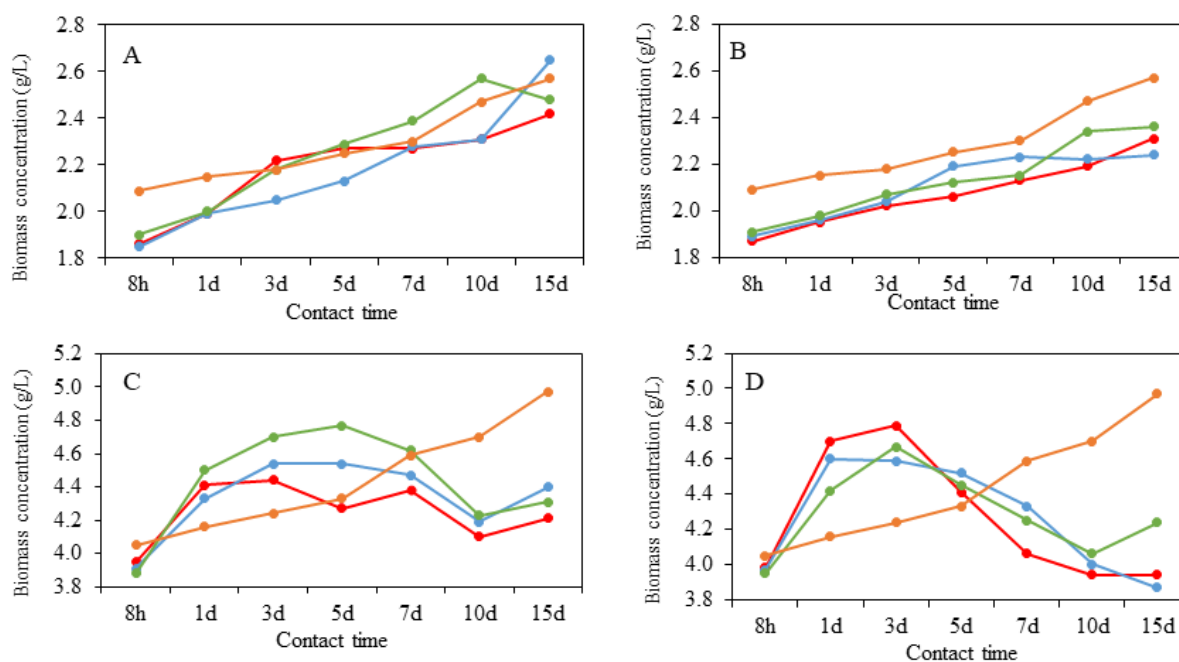 A
Biomass concentration (g/L)
2.8
2.6
2.4
2.2
2.0
1.8
8h 1d 3d 5d 7d 10d 15d
Contact time
B
Biomass concentration (g/L)
2.8
2.6
2.4
2.2
2.0
1.8
8h 1d 3d 5d 7d 10d 15d
Contact time
C
Biomass concentration (g/L)
5.2
5.0
4.8
4.6
4.4
4.2
4.0
3.8
8h 1d 3d 5d 7d 10d 15d
Contact time
D
Biomass concentration (g/L)
5.2
5.0
4.8
4.6
4.4
4.2
4.0
3.8
8h 1d 3d 5d 7d 10d 15d
Contact time